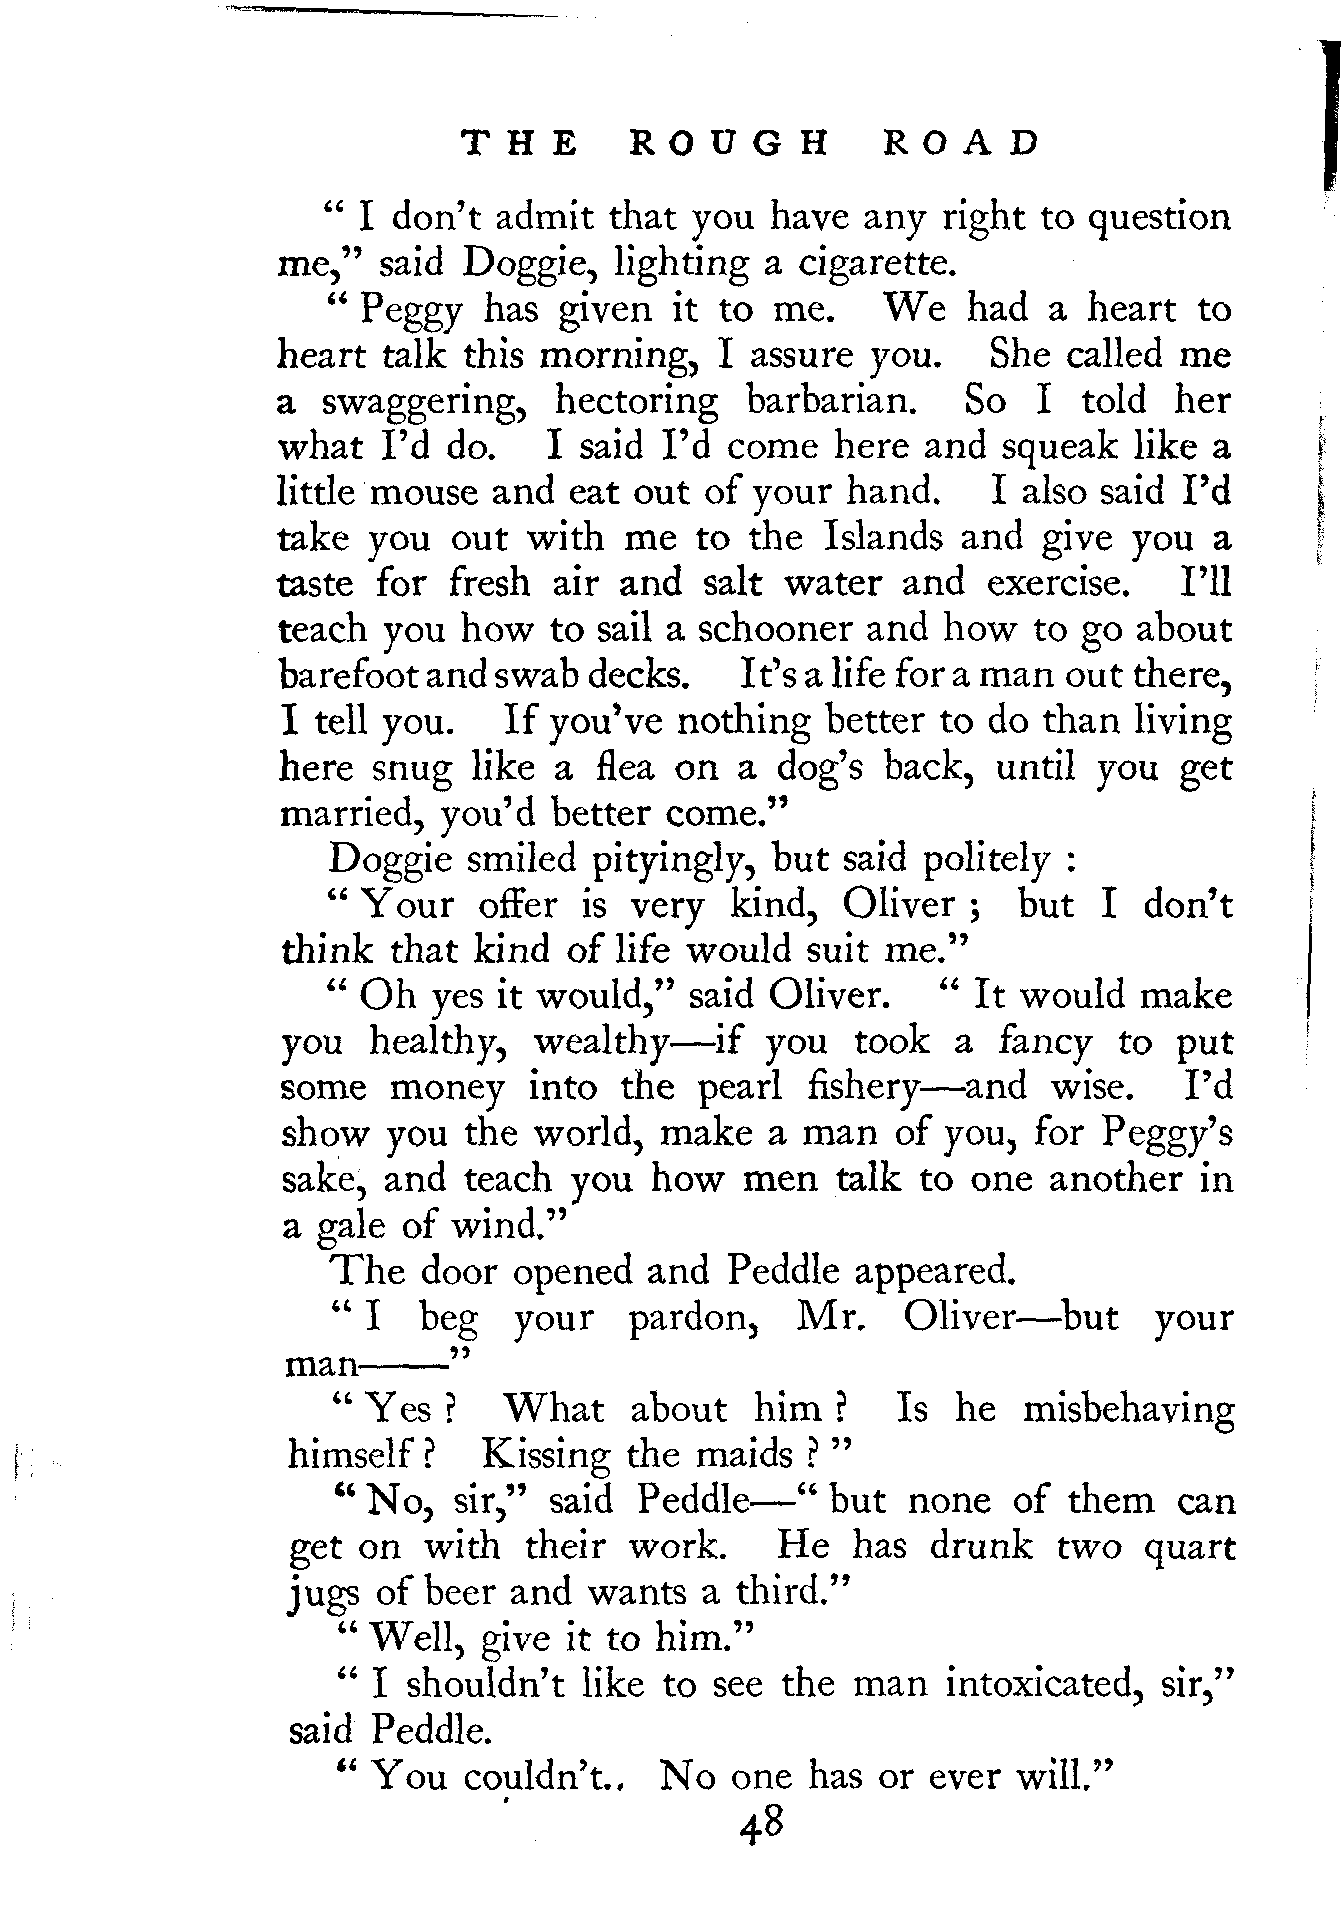 THE ROUGH ROAD
“ I don’t admit that you have any right to question
me,” said Doggie, lighting a cigarette.
“ Peggy has given it to me. We had a heart to
heart talk this morning, I assure you. She called me
a swaggering, hectoring barbarian. So I told her
what I’d do. I said I’d come here and squeak like a
little mouse and eat out of your hand. I also said I’d
take you out with me to the Islands and give you a
taste for fresh air and salt water and exercise. I’ll
teach you how to sail a schooner and how to go about
barefoot and swab decks. It’s a life for a man out there,
I tell you. If you’ve nothing better to do than living
here snug like a flea on a dog’s back, until you get
married, you’d better come.”
Doggie smiled pityingly, but said politely :
“ Your offer is very kind, Oliver ; but I don’t
think that kind of life would suit me.”
“ Oh yes it would,” said Oliver. “ It would make
you healthy, wealthy—if you took a fancy to put
some money into the pearl fishery—and wise. I’d
show you the world, make a man of you, for Peggy’s
sake, and teach you how men talk to one another in
a gale of wind.”
The door opened and Peddle appeared.
“ I beg your pardon, Mr. Oliver—but your
man——”
“ Yes ? What about him ? Is he misbehaving
himself ? Kissing the maids ? ”
“ No, sir,” said Peddle—“ but none of them can
get on with their work. He has drunk two quart
jugs of beer and wants a third.”
“ Well, give it to him.”
“ I shouldn’t like to see the man intoxicated, sir,”
said Peddle.
“ You couldn’t.. No one has or ever will.”
48